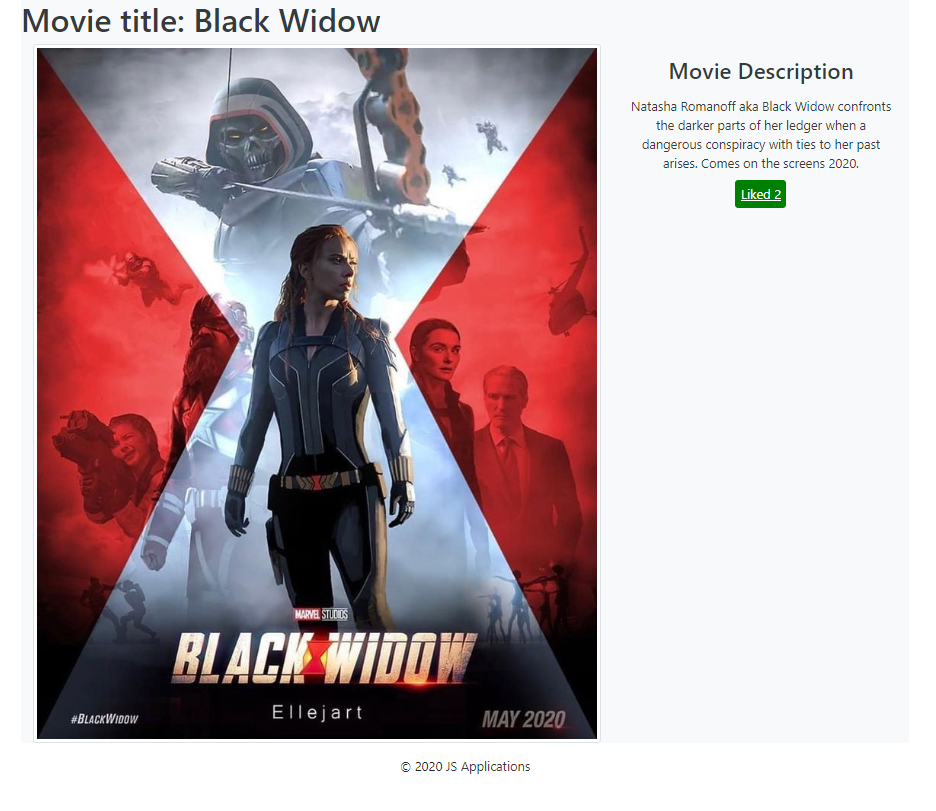 Movie title: Black Widow
MARVEL STUDIOS
BLACK WIDOW
Ellejart
#BLACKWIDOW
MAY 2020
Movie Description
Natasha Romanoff aka Black Widow confronts
the darker parts of her ledger when a
dangerous conspiracy with ties to her past
arises. Comes on the screens 2020.
Liked 2
© 2020 JS Applications